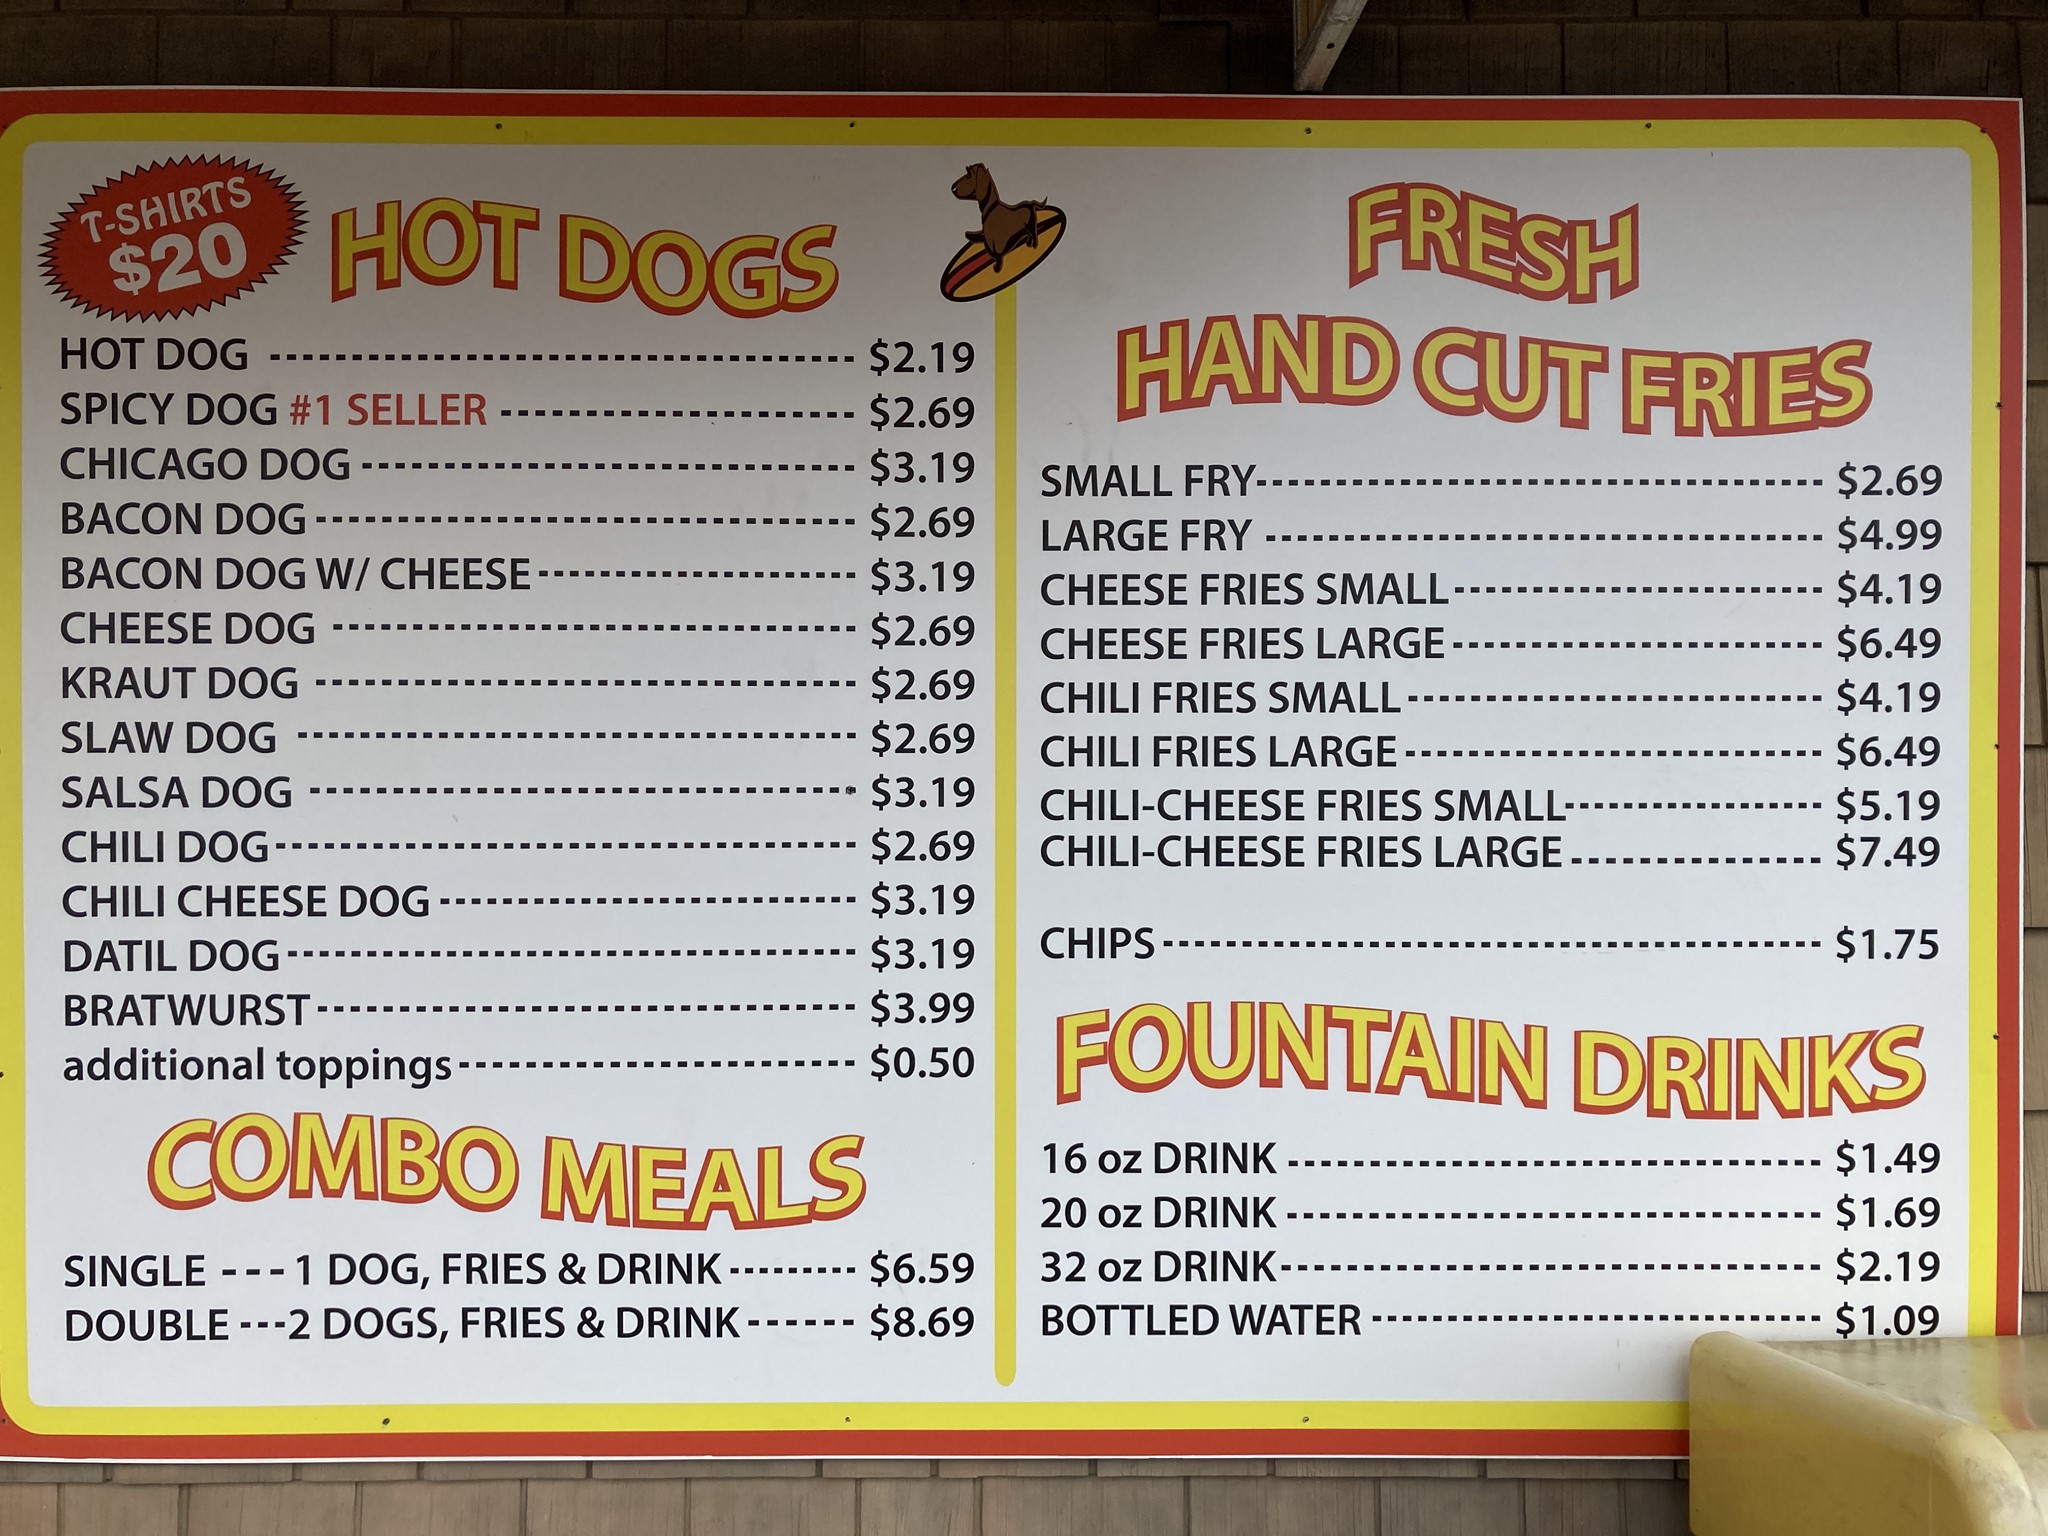 T-SHIRTS
$20
HOT DOGS
HOT DOG ---------------------------------- $2.19
SPICY DOG #1 SELLER --------------------- $2.69
CHICAGO DOG ----------------------------- $3.19
BACON DOG ------------------------------- $2.69
BACON DOG W/ CHEESE ------------------- $3.19
CHEESE DOG ------------------------------ $2.69
KRAUT DOG ------------------------------- $2.69
SLAW DOG -------------------------------- $2.69
SALSA DOG ------------------------------- $3.19
CHILI DOG --------------------------------- $2.69
CHILI CHEESE DOG ------------------------ $3.19
DATIL DOG -------------------------------- $3.19
BRATWURST ------------------------------- $3.99
additional toppings ----------------------- $0.50
COMBO MEALS
SINGLE --- 1 DOG, FRIES & DRINK --------- $6.59
DOUBLE --- 2 DOGS, FRIES & DRINK ------ $8.69
FRESH
HAND CUT FRIES
SMALL FRY --------------------------------- $2.69
LARGE FRY -------------------------------- $4.99
CHEESE FRIES SMALL ---------------------- $4.19
CHEESE FRIES LARGE ---------------------- $6.49
CHILI FRIES SMALL ------------------------ $4.19
CHILI FRIES LARGE ------------------------ $6.49
CHILI-CHEESE FRIES SMALL ---------------- $5.19
CHILI-CHEESE FRIES LARGE ---------------- $7.49
CHIPS --------------------------------------- $1.75
FOUNTAIN DRINKS
16 oz DRINK ------------------------------- $1.49
20 oz DRINK ------------------------------- $1.69
32 oz DRINK ------------------------------- $2.19
BOTTLED WATER --------------------------- $1.09